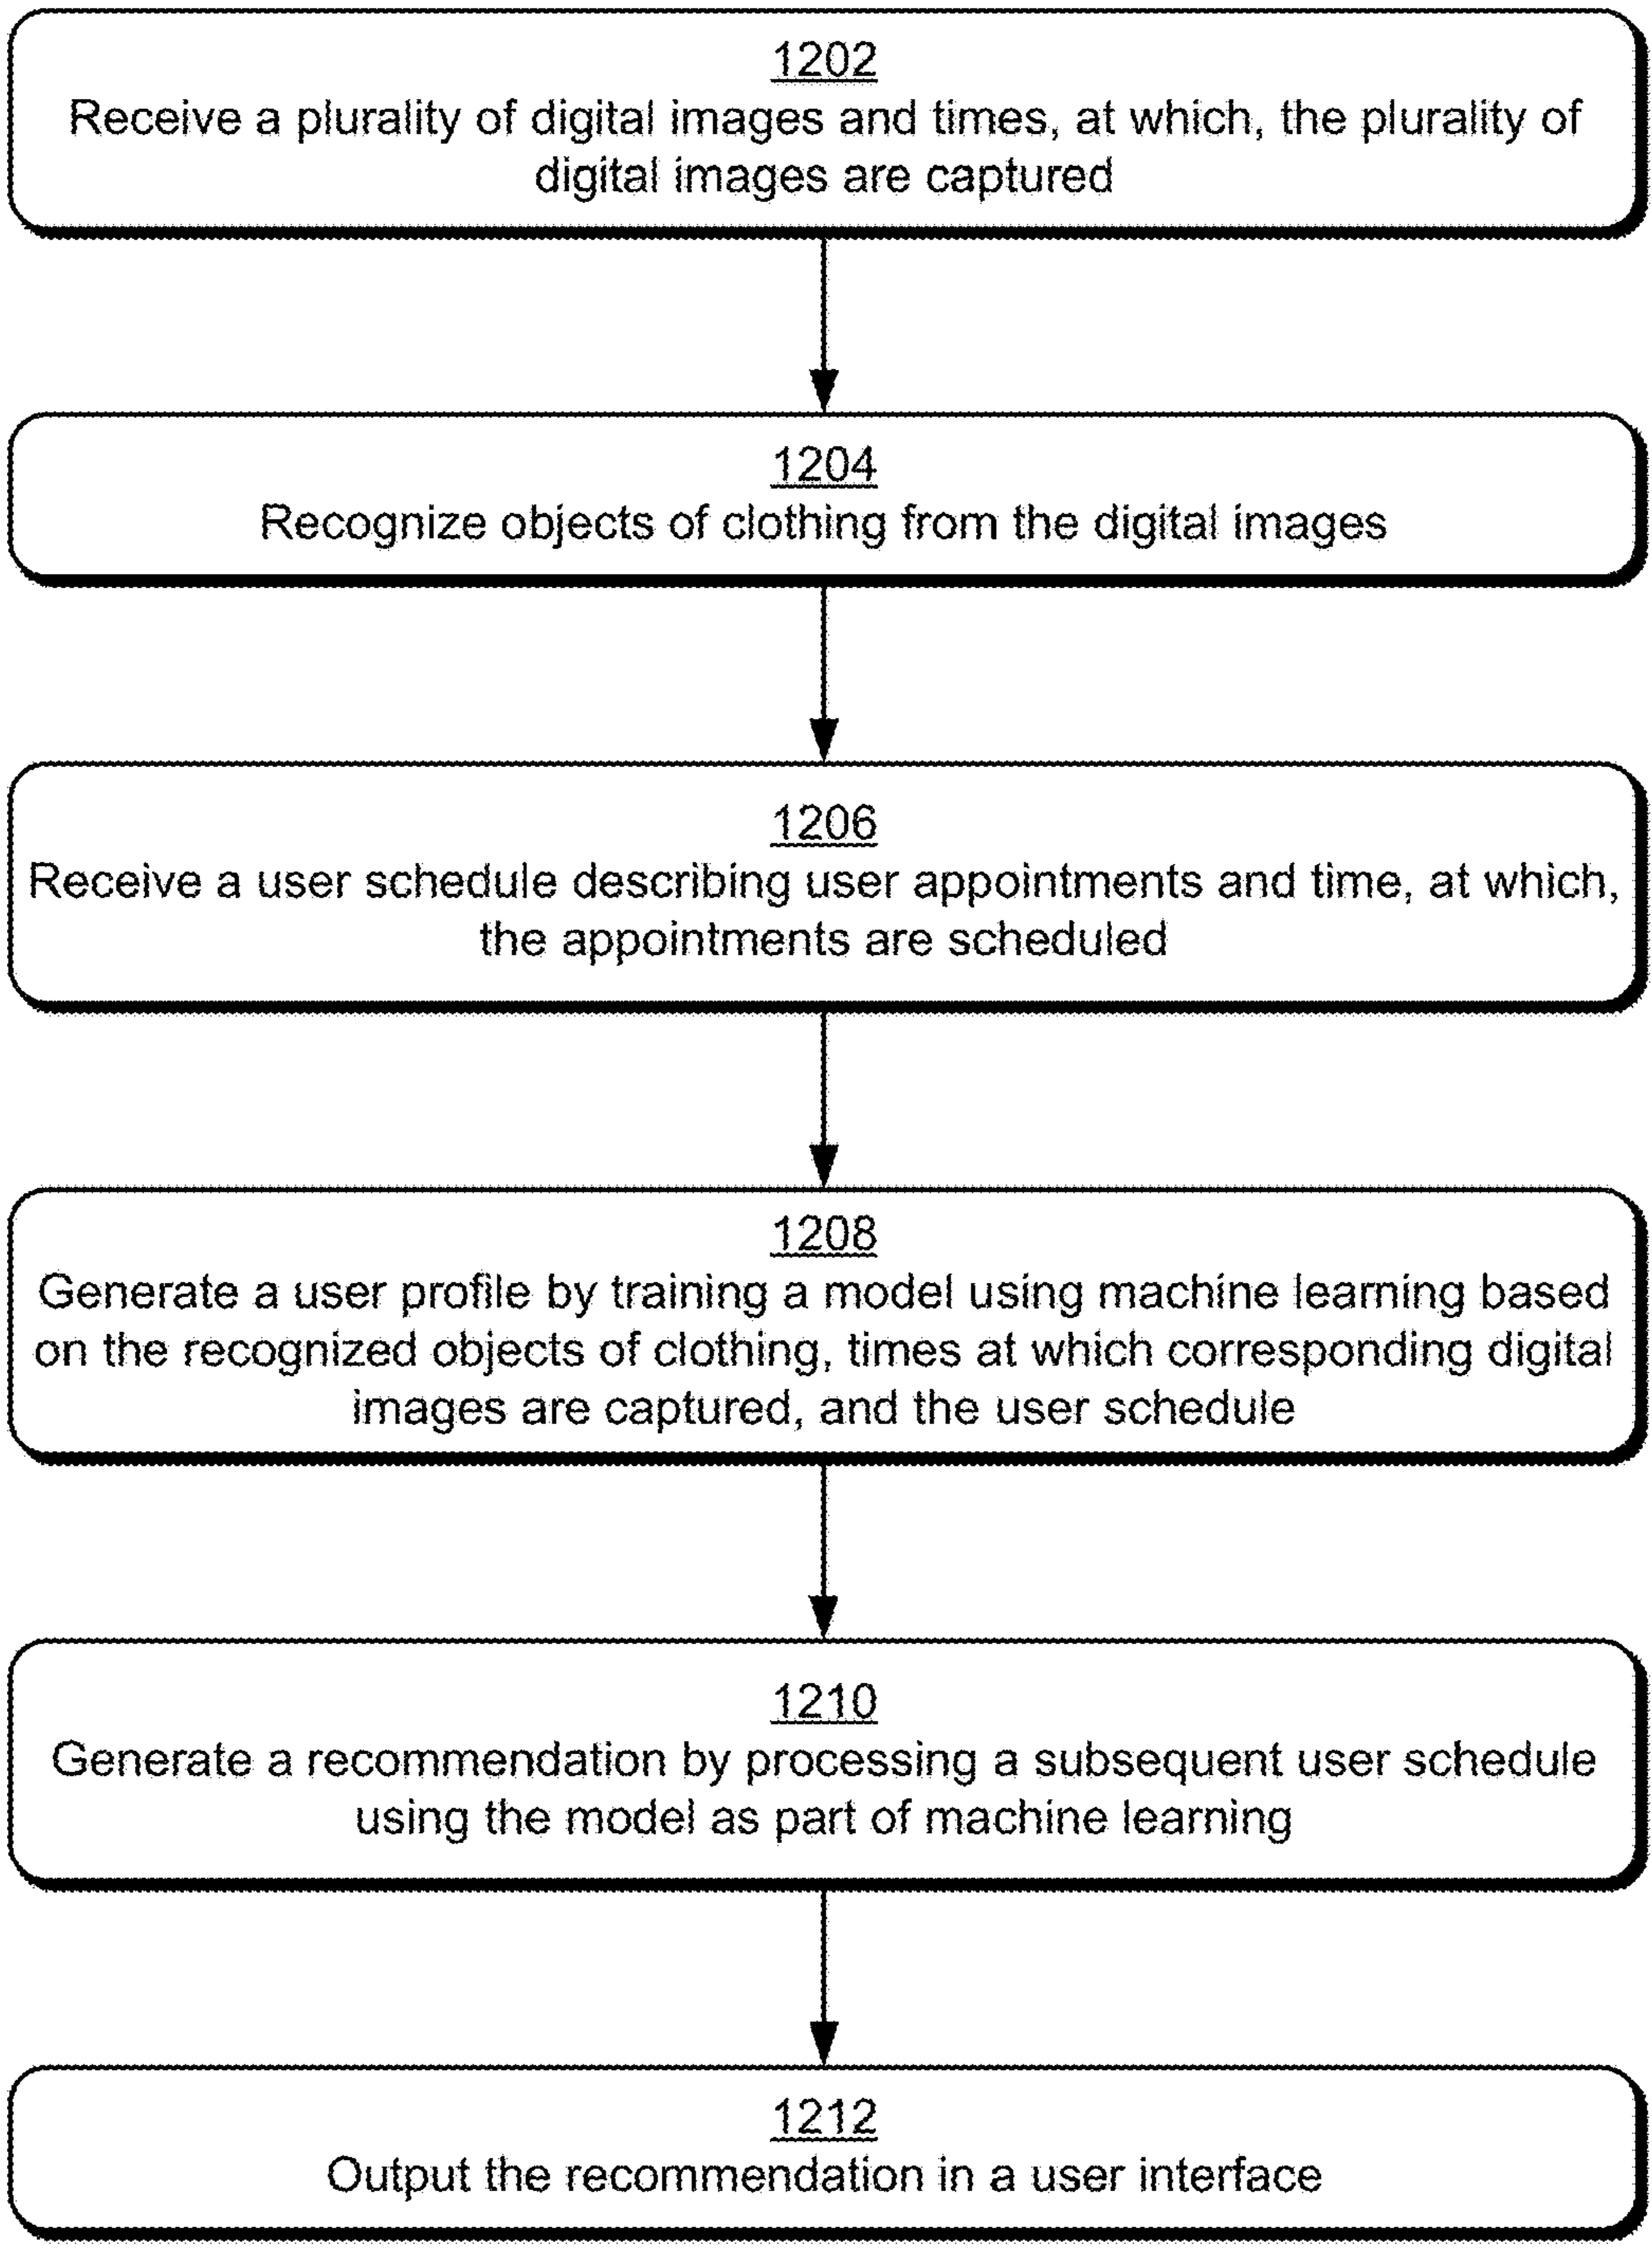 1202
Receive a plurality of digital images and times, at which, the plurality of
digital images are captured
1204
Recognize objects of clothing from the digital images
1206
Receive a user schedule describing user appointments and time, at which,
the appointments are scheduled
1208
Generate a user profile by training a model using machine learning based
on the recognized objects of clothing, times at which corresponding digital
images are captured, and the user schedule
1210
Generate a recommendation by processing a subsequent user schedule
using the model as part of machine learning
1212
Output the recommendation in a user interface